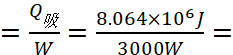 = Q吸/W = 8.064×10⁶J/3000W =